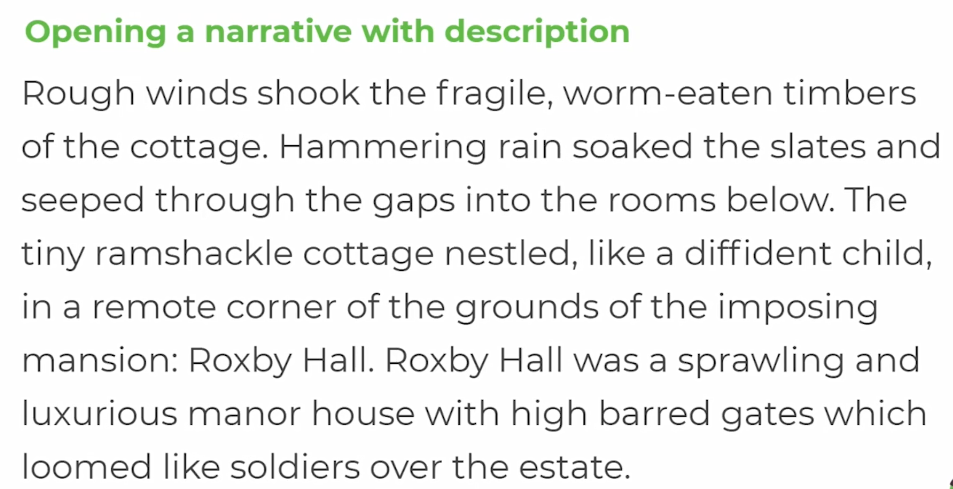 Opening a narrative with description
Rough winds shook the fragile, worm-eaten timbers
of the cottage. Hammering rain soaked the slates and
seeped through the gaps into the rooms below. The
tiny ramshackle cottage nestled, like a diffident child,
in a remote corner of the grounds of the imposing
mansion: Roxby Hall. Roxby Hall was a sprawling and
luxurious manor house with high barred gates which
loomed like soldiers over the estate.